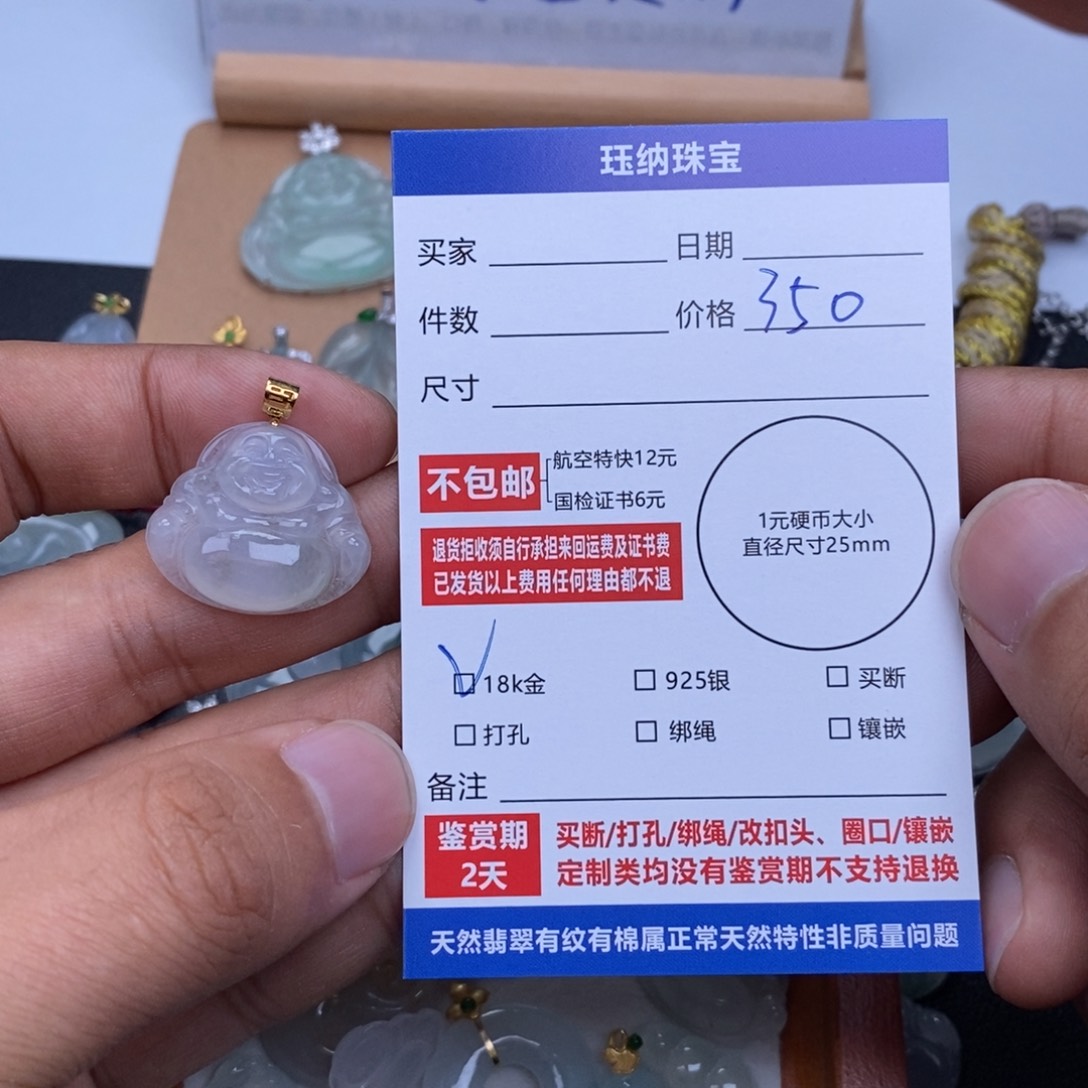 珏纳珠宝
买家 日期
件数 价格 350
尺寸
不包邮 航空特快12元
国检证书6元
1元硬币大小
直径尺寸25mm
退货拒收须自行承担来回运费及证书费
已发货以上费用任何理由都不退
18k金 925银 买断
打孔 绑绳 镶嵌
备注
鉴赏期 买断/打孔/绑绳/改扣头、圈口/镶嵌
2天 定制类均没有鉴赏期不支持退换
天然翡翠有纹有棉属正常天然特性非质量问题